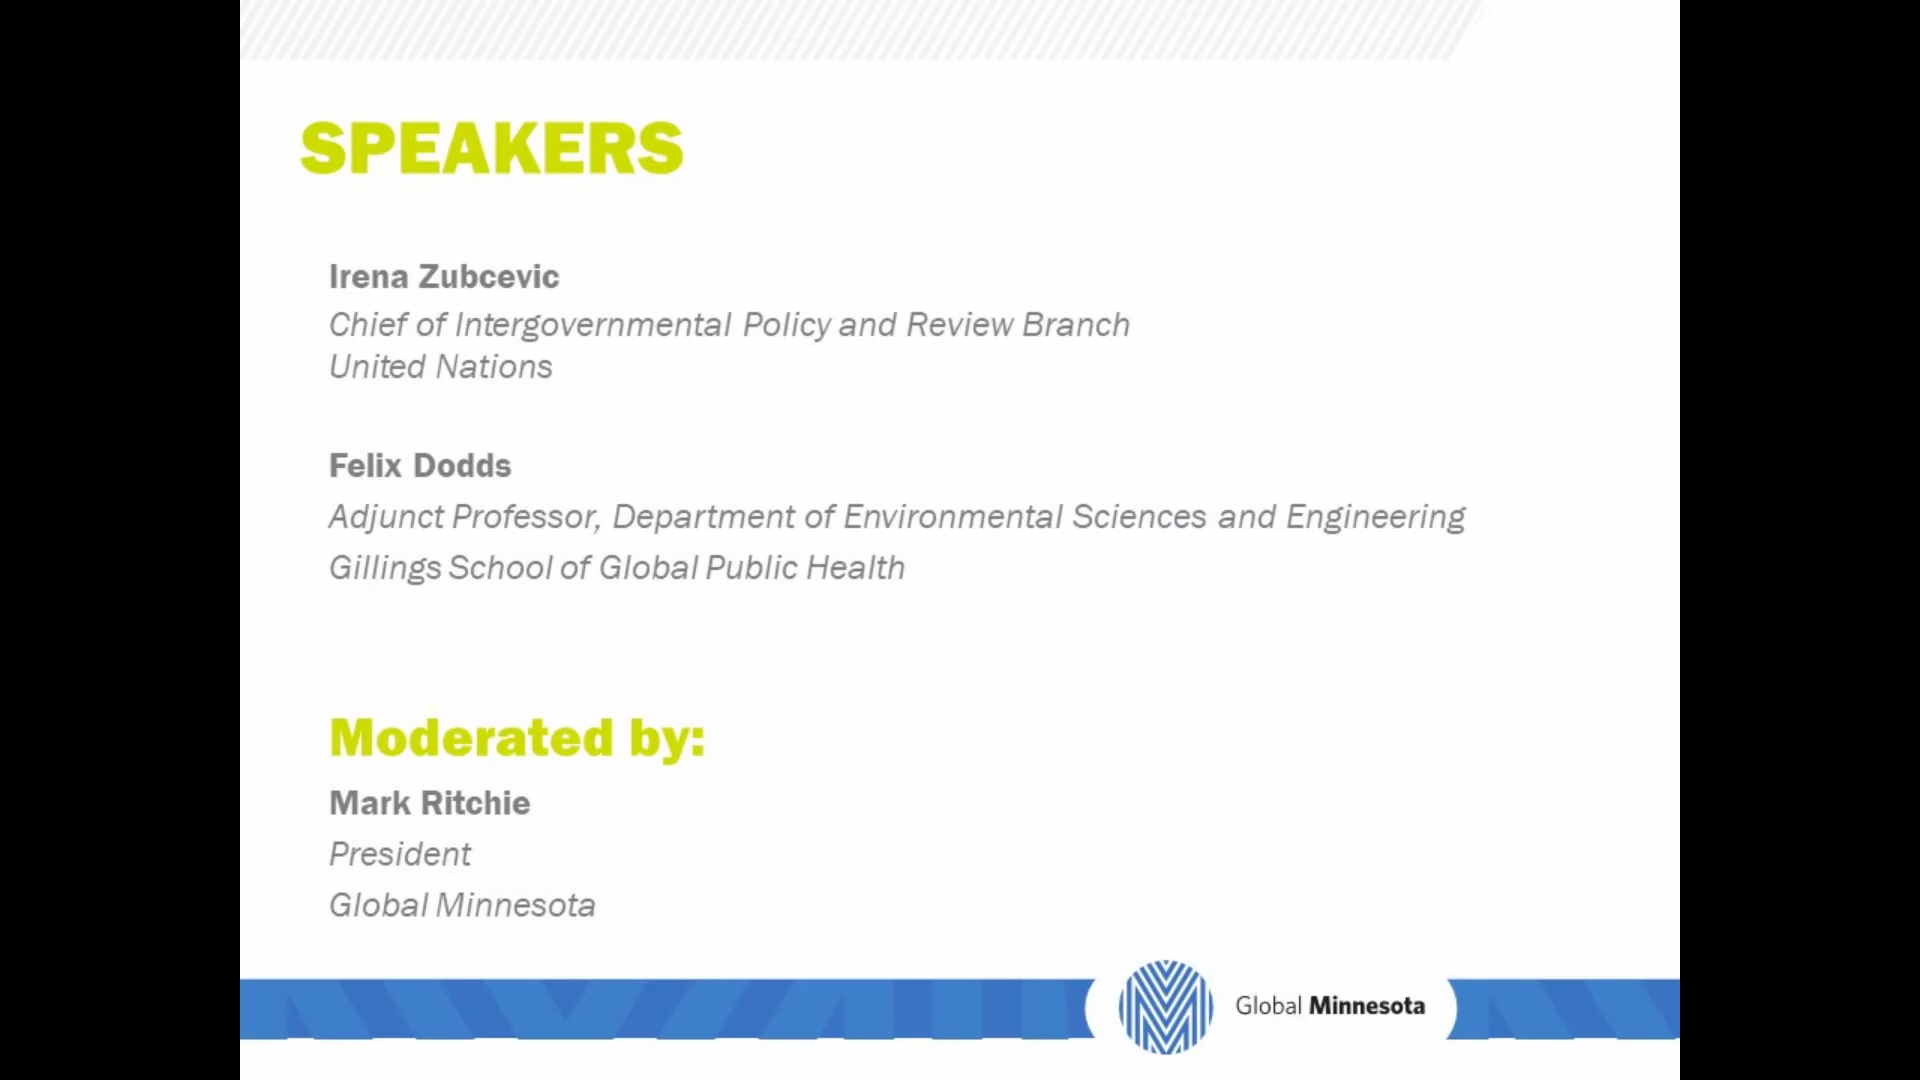 SPEAKERS
Irena Zubcevic
Chief of Intergovernmental Policy and Review Branch
United Nations
Felix Dodds
Adjunct Professor, Department of Environmental Sciences and Engineering
Gillings School of Global Public Health
Moderated by:
Mark Ritchie
President
Global Minnesota
Global Minnesota